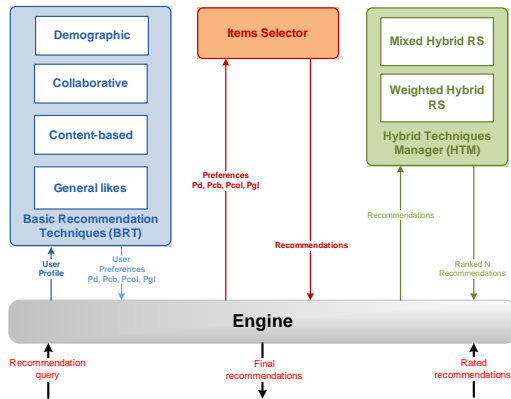 Demographic
Collaborative
Content-based
General likes
Basic Recommendation
Techniques (BRT)
Items Selector
Mixed Hybrid RS
Weighted Hybrid
RS
Hybrid Techniques
Manager (HTM)
User
Profile
User
Preferences
Pd, Pcb, Pcol, Pgl
Preferences
Pd, Pcb, Pcol, Pgl
Recommendations
Recommendations
Ranked N
Recommendations
Engine
Recommendation
query
Final
recommendations
Rated
recommendations